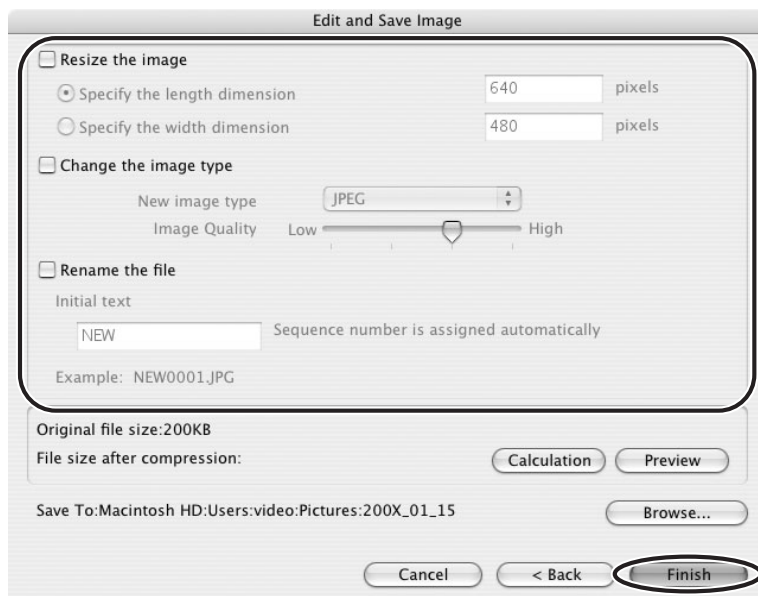 Edit and Save Image
Resize the image
Specify the length dimension 640 pixels
Specify the width dimension 480 pixels
Change the image type
New image type JPEG
Image Quality Low High
Rename the file
Initial text
NEW Sequence number is assigned automatically
Example: NEW0001.JPG
Original file size:200KB
File size after compression: Calculation Preview
Save To:Macintosh HD:Users:video:Pictures:200X_01_15 Browse...
Cancel < Back Finish